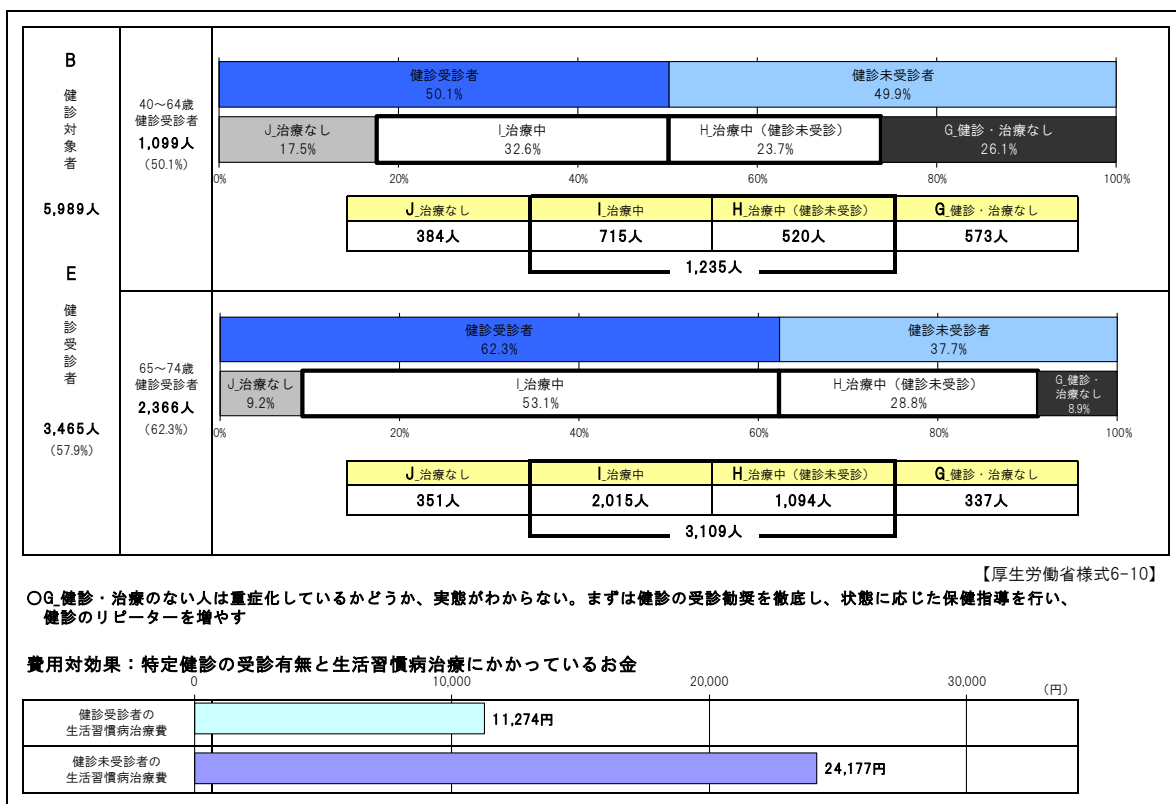 B
健診対象者
5,989人
E
健診受診者
3,465人
(57.9%)
40～64歳
健診受診者
1,099人
(50.1%)
健診受診者
50.1%
健診未受診者
49.9%
J_治療なし
17.5%
I_治療中
32.6%
H_治療中（健診未受診）
23.7%
G_健診・治療なし
26.1%
0% 20% 40% 60% 80% 100%
J_治療なし I_治療中 H_治療中（健診未受診） G_健診・治療なし
384人 715人 520人 573人
1,235人
65～74歳
健診受診者
2,366人
(62.3%)
健診受診者
62.3%
健診未受診者
37.7%
J_治療なし
9.2%
I_治療中
53.1%
H_治療中（健診未受診）
28.8%
G_健診・
治療なし
8.9%
0% 20% 40% 60% 80% 100%
J_治療なし I_治療中 H_治療中（健診未受診） G_健診・治療なし
351人 2,015人 1,094人 337人
3,109人
【厚生労働省様式6-10】
○G_健診・治療のない人は重症化しているかどうか、実態がわからない。まずは健診の受診勧奨を徹底し、状態に応じた保健指導を行い、
健診のリピーターを増やす
費用対効果：特定健診の受診有無と生活習慣病治療にかかっているお金
0 10,000 20,000 30,000 （円）
健診受診者の
生活習慣病治療費
11,274円
健診未受診者の
生活習慣病治療費
24,177円